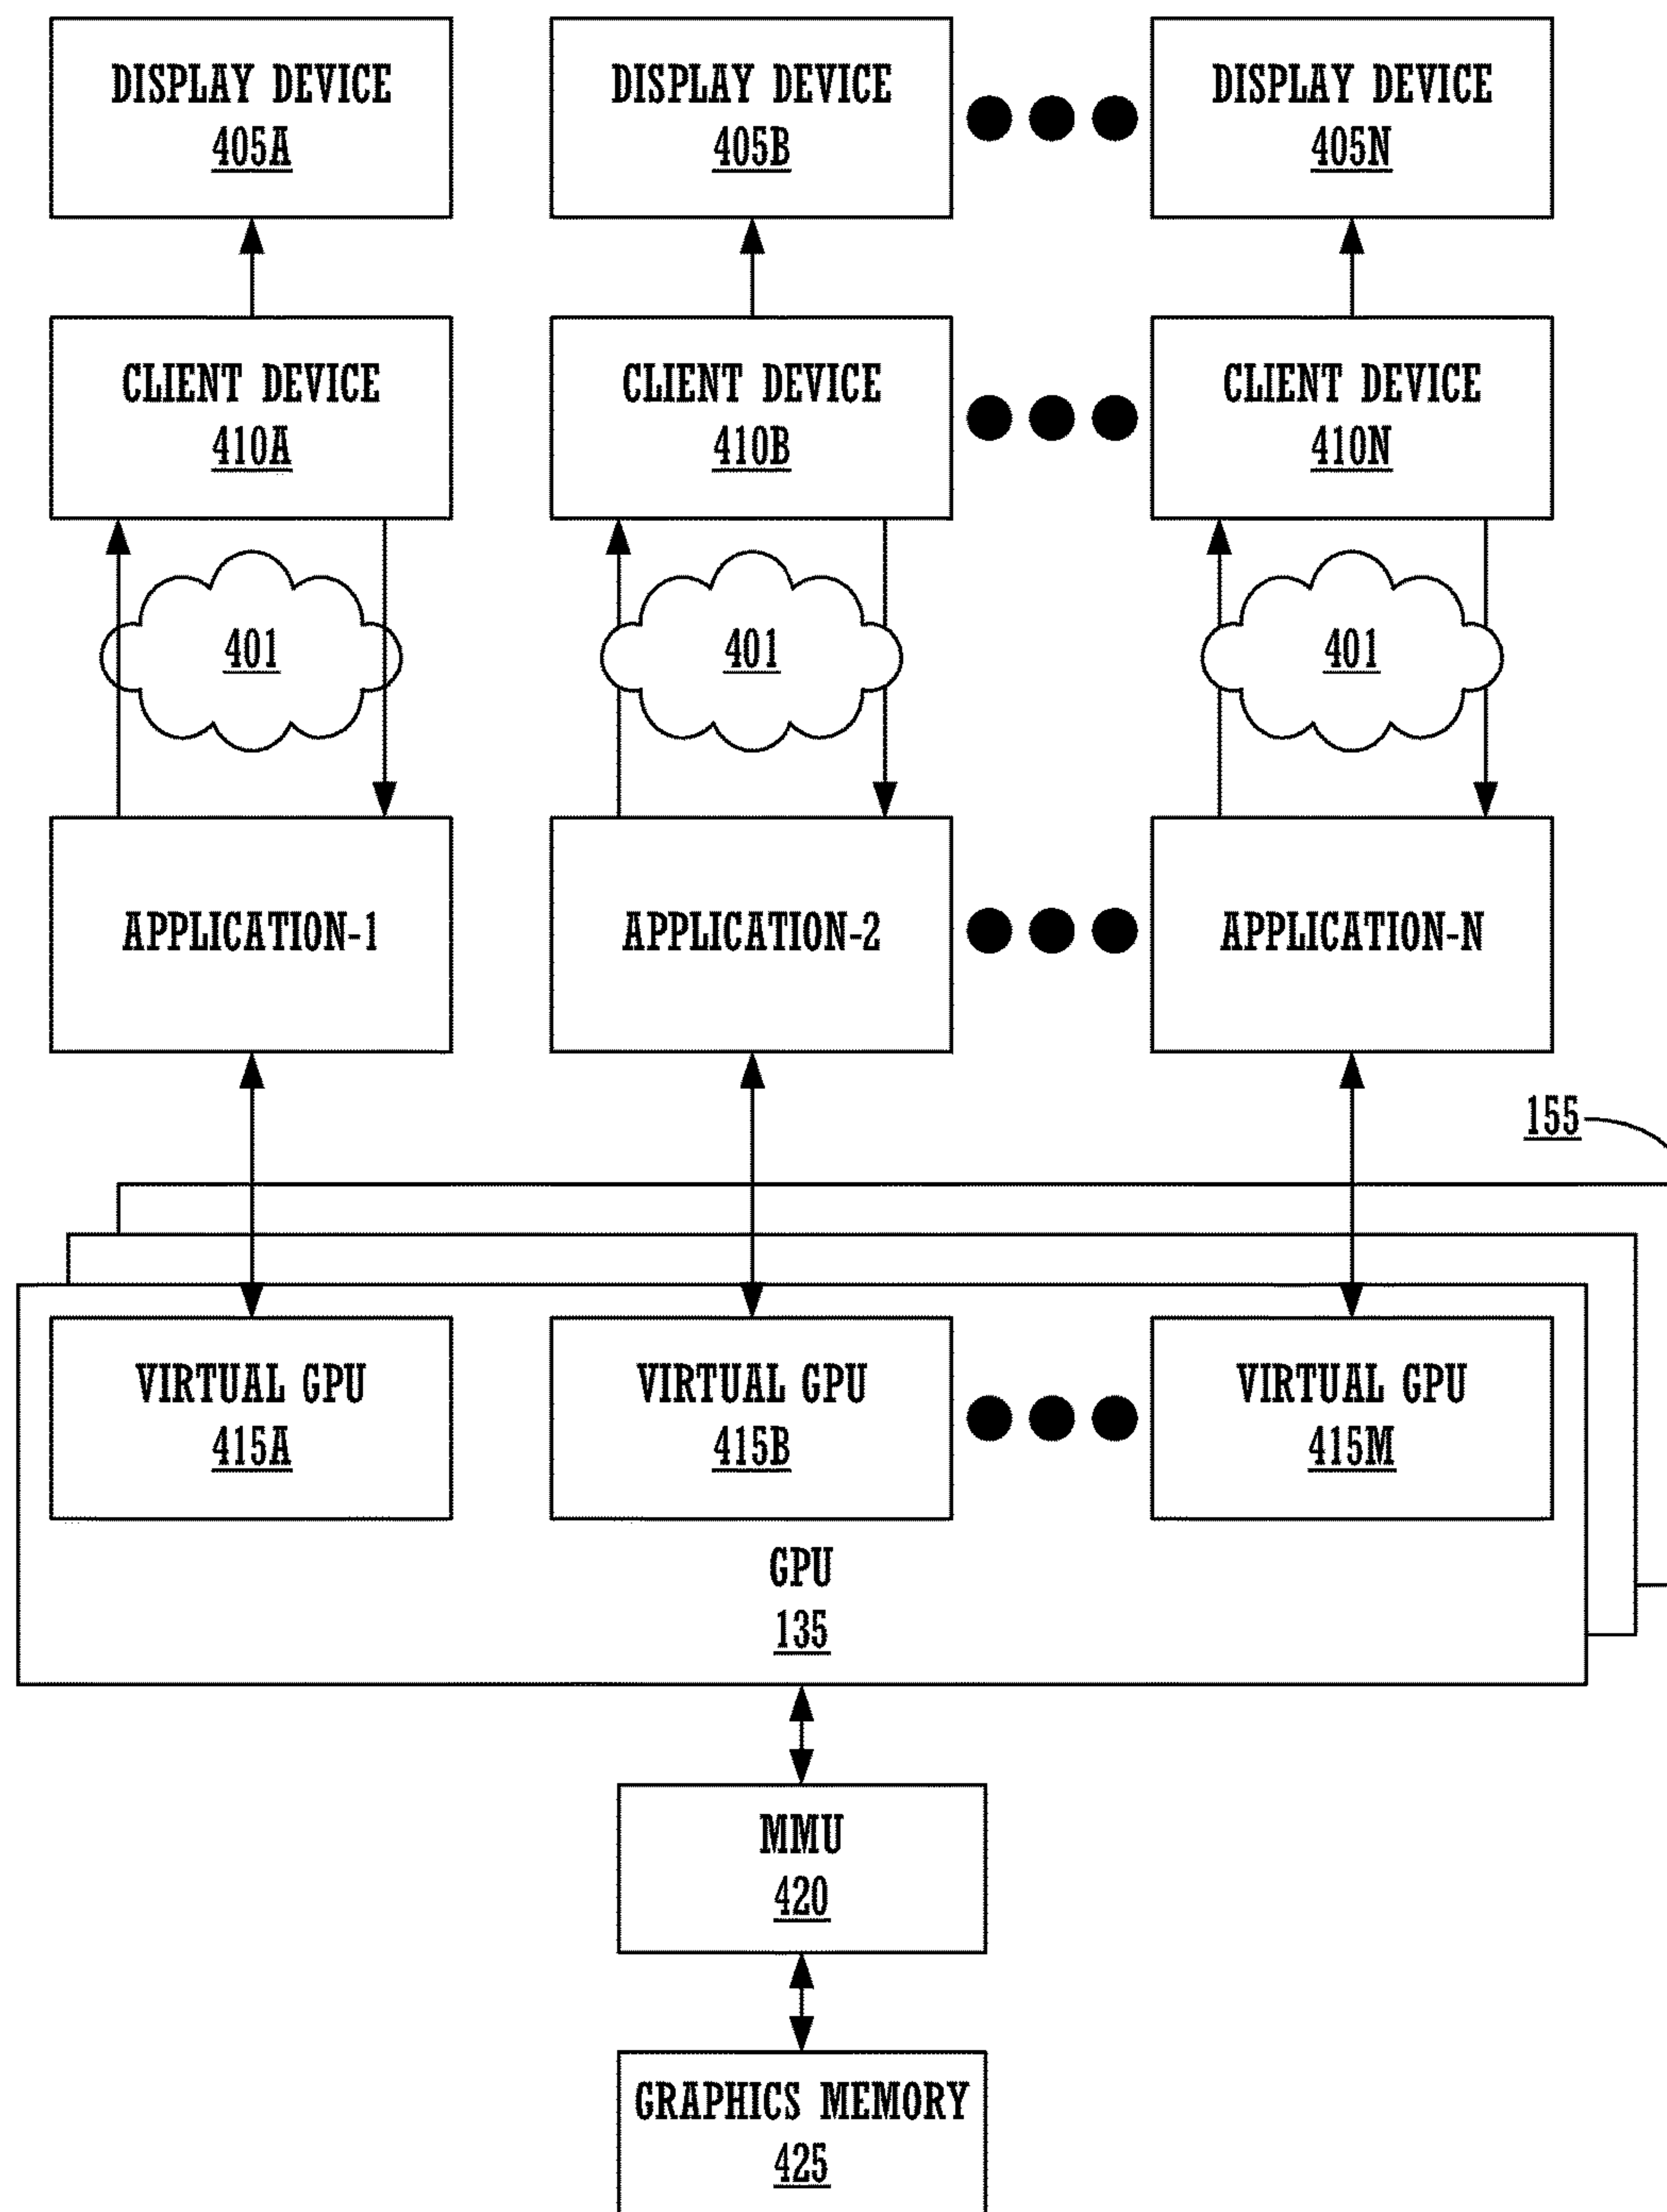 DISPLAY DEVICE
405A
DISPLAY DEVICE
405B
DISPLAY DEVICE
405N
CLIENT DEVICE
410A
CLIENT DEVICE
410B
CLIENT DEVICE
410N
401
401
401
APPLICATION-1
APPLICATION-2
APPLICATION-N
155
VIRTUAL GPU
415A
VIRTUAL GPU
415B
VIRTUAL GPU
415M
GPU
135
MMU
420
GRAPHICS MEMORY
425